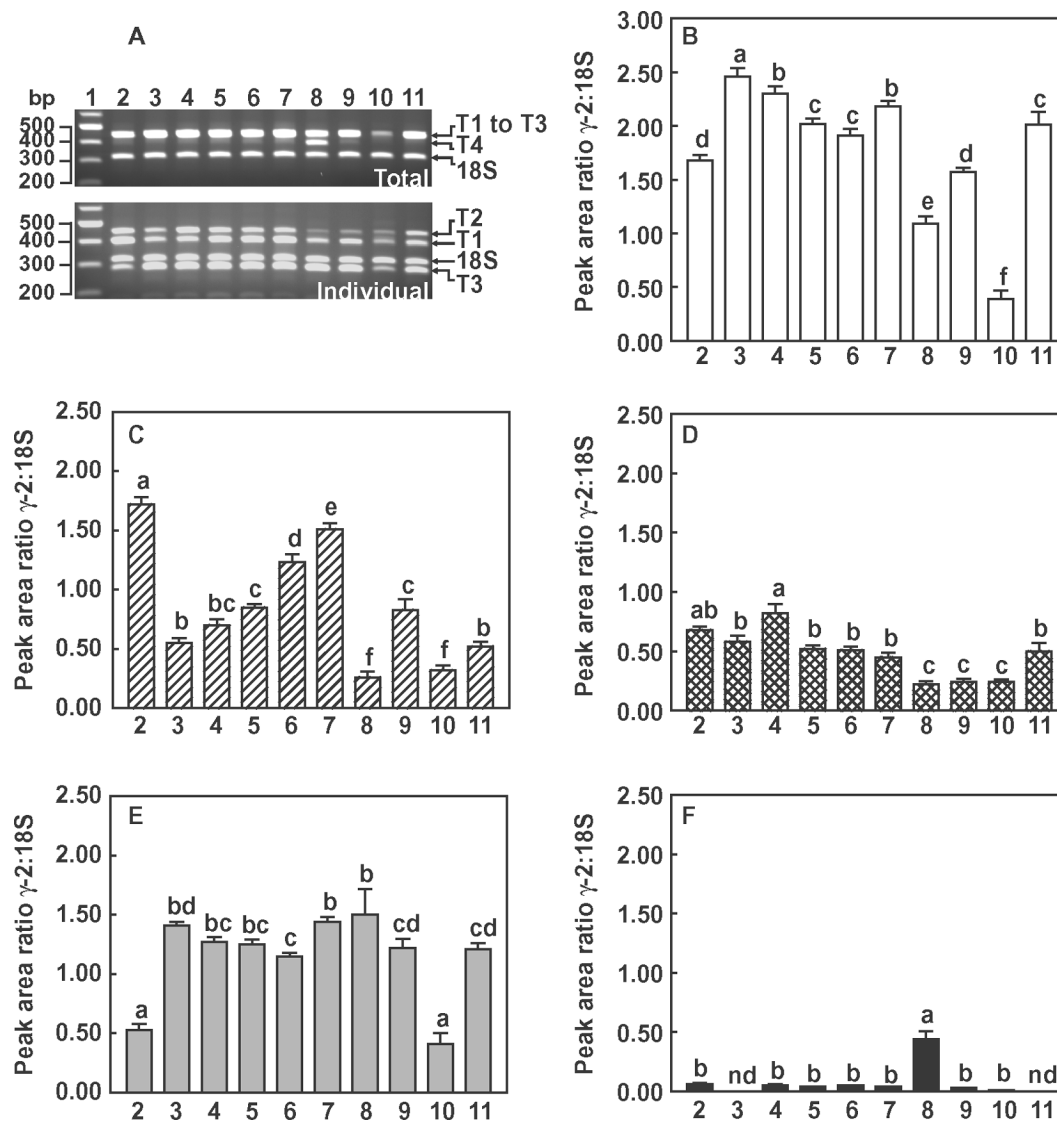 A
bp 1 2 3 4 5 6 7 8 9 10 11
500
400
300
200
T1 to T3
T4
18S
Total
500
400
300
200
T2
T1
18S
T3
Individual
B
Peak area ratio γ-2:18S
3.00
2.50
2.00
1.50
1.00
0.50
0.00
d a b c c b e d f c
2 3 4 5 6 7 8 9 10 11
C
Peak area ratio γ-2:18S
2.50
2.00
1.50
1.00
0.50
0.00
a b bc c d e f c f b
2 3 4 5 6 7 8 9 10 11
D
Peak area ratio γ-2:18S
2.50
2.00
1.50
1.00
0.50
0.00
ab b a b b b c c c b
2 3 4 5 6 7 8 9 10 11
E
Peak area ratio γ-2:18S
2.50
2.00
1.50
1.00
0.50
0.00
a bd bc bc c b b cd a cd
2 3 4 5 6 7 8 9 10 11
F
Peak area ratio γ-2:18S
2.50
2.00
1.50
1.00
0.50
0.00
b nd b b b b a b b nd
2 3 4 5 6 7 8 9 10 11